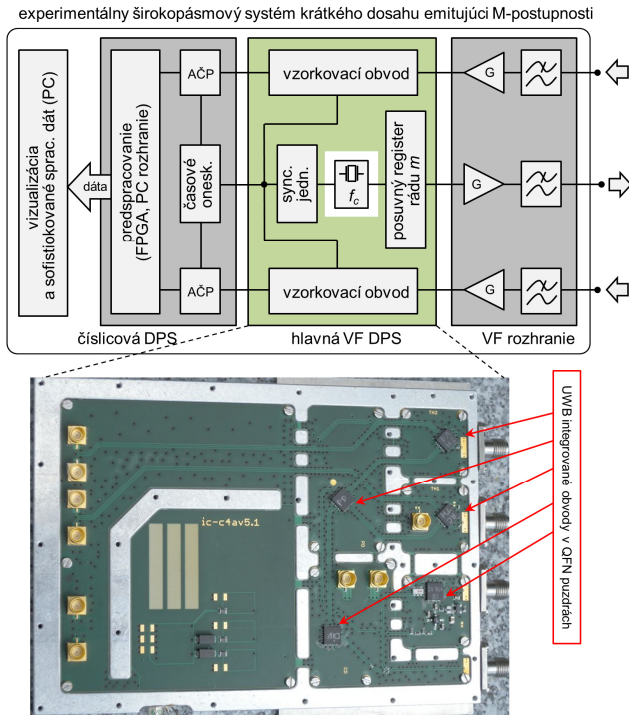 experimentálny širokopásmový systém krátkého dosahu emitujúci M-postupnosti
vizualizácia
a sofistiokované sprac. dát (PC)
dáta
predspracovanie
(FPGA, PC rozhranie)
AČP
časové
onesk.
AČP
vzorkovací obvod
sync.
jedn.
fc
posuvný register
rádu m
vzorkovací obvod
G
G
G
číslicová DPS
hlavná VF DPS
VF rozhranie
UWB integrované obvody v QFN puzdrách
ic-c4av5.1